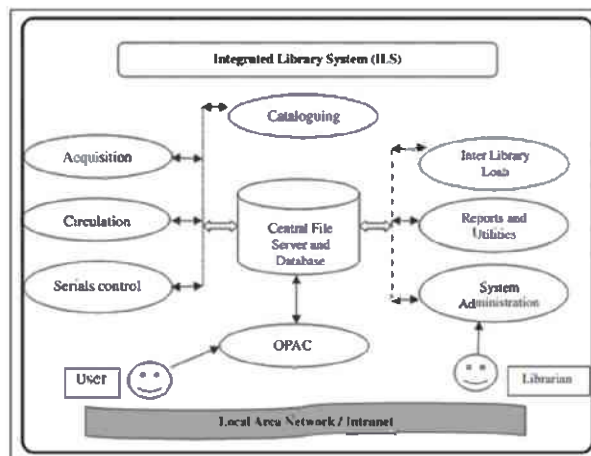 Integrated Library System (ILS)
Cataloguing
Acquisition
Inter Library
Loab
Circulation
Central File
Server and
Database
Reports and
Utilities
Serials control
System
Administration
OPAC
User
Librarian
Local Area Network / Intranet